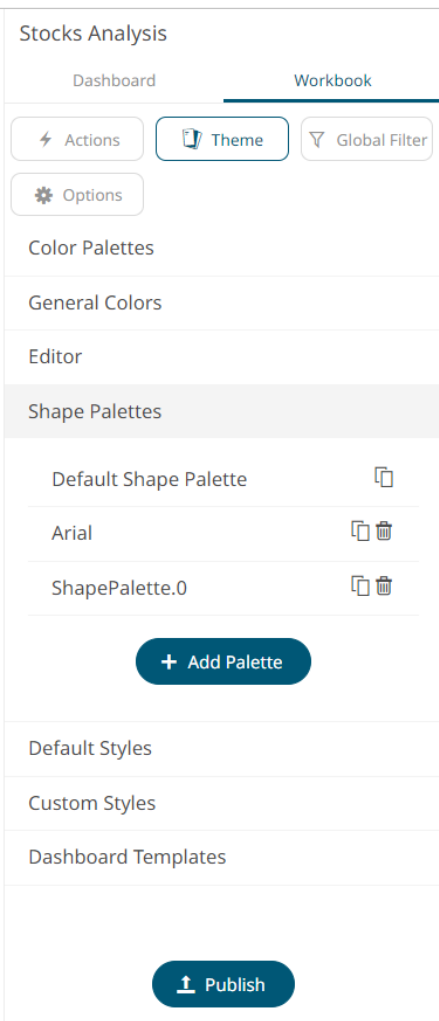 Stocks Analysis
Dashboard Workbook
Actions Theme Global Filter
Options
Color Palettes
General Colors
Editor
Shape Palettes
Default Shape Palette
Arial
ShapePalette.0
+ Add Palette
Default Styles
Custom Styles
Dashboard Templates
Publish